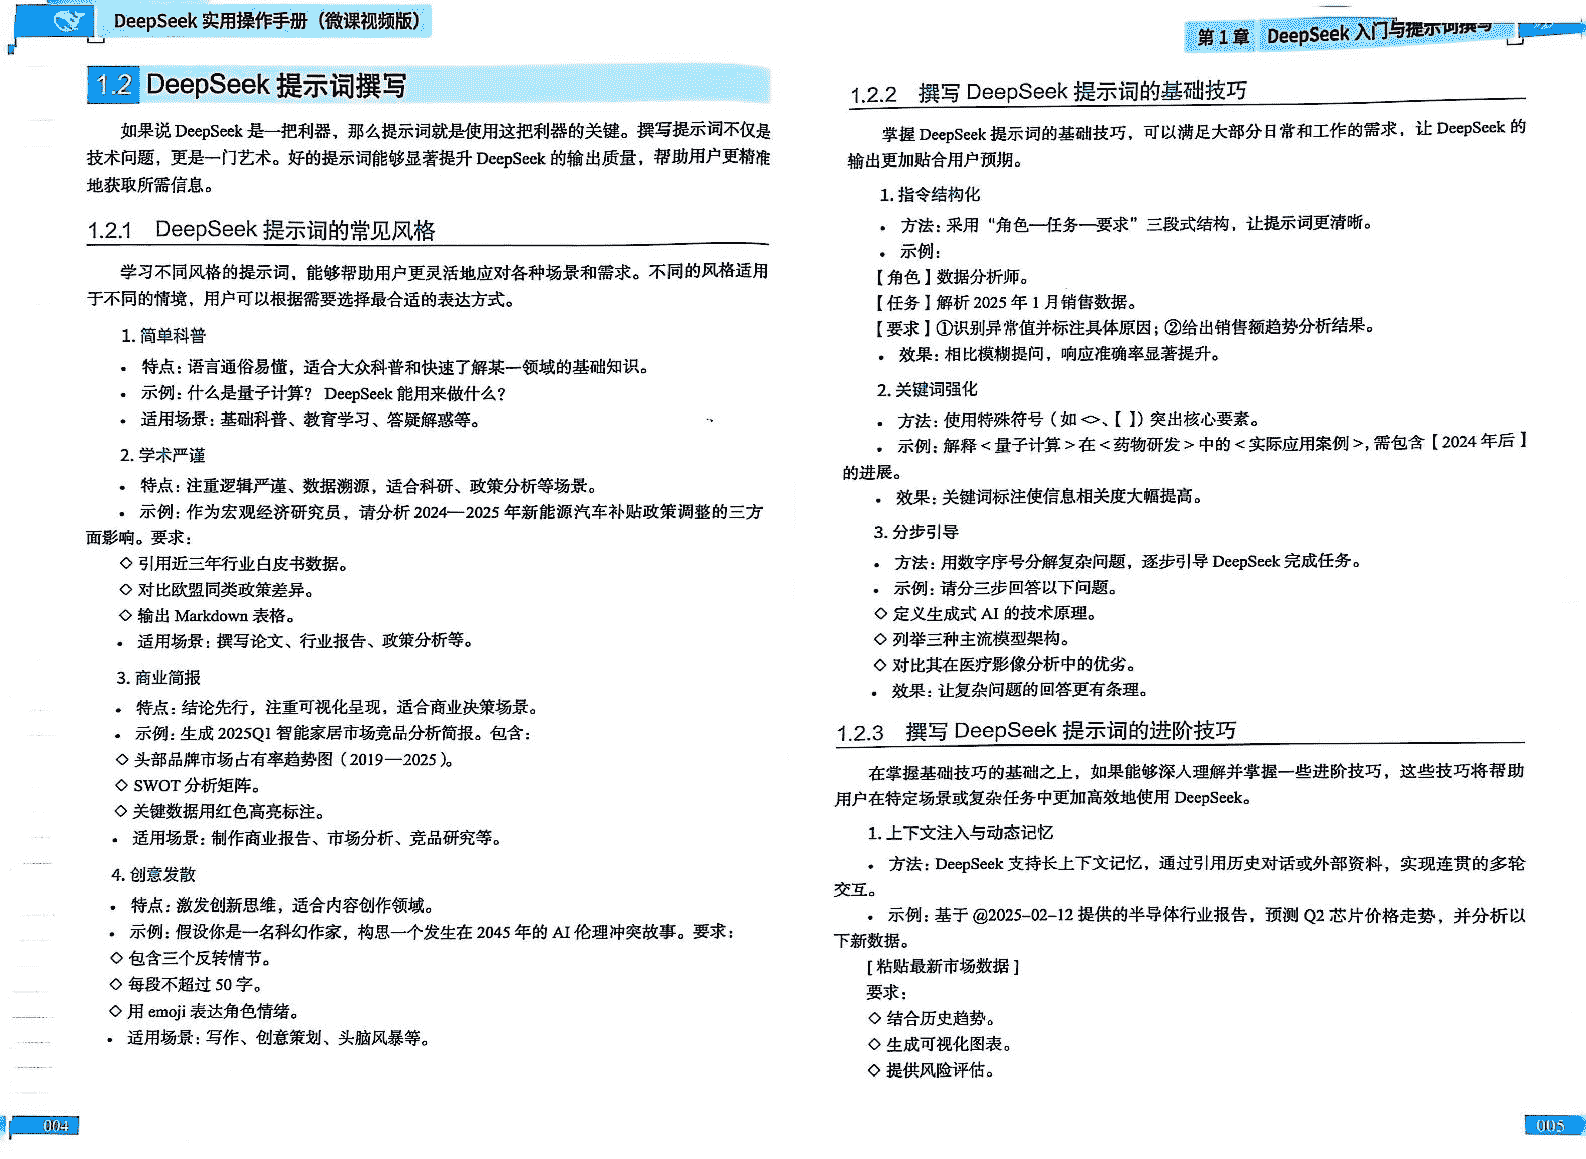 DeepSeek 实用操作手册（微课视频版）
1.2 DeepSeek 提示词撰写
如果说 DeepSeek 是一把利器，那么提示词就是使用这把利器的关键。撰写提示词不仅是
技术问题，更是一门艺术。好的提示词能够显著提升 DeepSeek 的输出质量，帮助用户更精准
地获取所需信息。
1.2.1 DeepSeek 提示词的常见风格
学习不同风格的提示词，能够帮助用户更灵活地应对各种场景和需求。不同的风格适用
于不同的情境，用户可以根据需要选择最合适的表达方式。
1. 简单科普
• 特点：语言通俗易懂，适合大众科普和快速了解某一领域的基础知识。
• 示例：什么是量子计算？ DeepSeek 能用来做什么？
• 适用场景：基础科普、教育学习、答疑解惑等。
2. 学术严谨
• 特点：注重逻辑严谨、数据溯源，适合科研、政策分析等场景。
• 示例：作为宏观经济研究员，请分析 2024—2025 年新能源汽车补贴政策调整的三方
面影响。要求：
◇ 引用近三年行业白皮书数据。
◇ 对比欧盟同类政策差异。
◇ 输出 Markdown 表格。
• 适用场景：撰写论文、行业报告、政策分析等。
3. 商业简报
• 特点：结论先行，注重可视化呈现，适合商业决策场景。
• 示例：生成 2025Q1 智能家居市场竞品分析简报。包含：
◇ 头部品牌市场占有率趋势图（2019—2025）。
◇ SWOT 分析矩阵。
◇ 关键数据用红色高亮标注。
• 适用场景：制作商业报告、市场分析、竞品研究等。
4. 创意发散
• 特点：激发创新思维，适合内容创作领域。
• 示例：假设你是一名科幻作家，构思一个发生在 2045 年的 AI 伦理冲突故事。要求：
◇ 包含三个反转情节。
◇ 每段不超过 50 字。
◇ 用 emoji 表达角色情绪。
• 适用场景：写作、创意策划、头脑风暴等。
004
第 1 章 DeepSeek 入门与提示词撰写
1.2.2 撰写 DeepSeek 提示词的基础技巧
掌握 DeepSeek 提示词的基础技巧，可以满足大部分日常和工作的需求，让 DeepSeek 的
输出更加贴合用户预期。
1. 指令结构化
• 方法：采用“角色—任务—要求”三段式结构，让提示词更清晰。
• 示例：
【角色】数据分析师。
【任务】解析 2025 年 1 月销售数据。
【要求】①识别异常值并标注具体原因；②给出销售额趋势分析结果。
• 效果：相比模糊提问，响应准确率显著提升。
2. 关键词强化
• 方法：使用特殊符号（如 <>、【 】）突出核心要素。
• 示例：解释 < 量子计算 > 在 < 药物研发 > 中的 < 实际应用案例 >，需包含【2024 年后】
的进展。
• 效果：关键词标注使信息相关度大幅提高。
3. 分步引导
• 方法：用数字序号分解复杂问题，逐步引导 DeepSeek 完成任务。
• 示例：请分三步回答以下问题。
◇ 定义生成式 AI 的技术原理。
◇ 列举三种主流模型架构。
◇ 对比其在医疗影像分析中的优劣。
• 效果：让复杂问题的回答更有条理。
1.2.3 撰写 DeepSeek 提示词的进阶技巧
在掌握基础技巧的基础之上，如果能够深入理解并掌握一些进阶技巧，这些技巧将帮助
用户在特定场景或复杂任务中更加高效地使用 DeepSeek。
1. 上下文注入与动态记忆
• 方法：DeepSeek 支持长上下文记忆，通过引用历史对话或外部资料，实现连贯的多轮
交互。
• 示例：基于 @2025-02-12 提供的半导体行业报告，预测 Q2 芯片价格走势，并分析以
下新数据。
[ 粘贴最新市场数据 ]
要求：
◇ 结合历史趋势。
◇ 生成可视化图表。
◇ 提供风险评估。
005